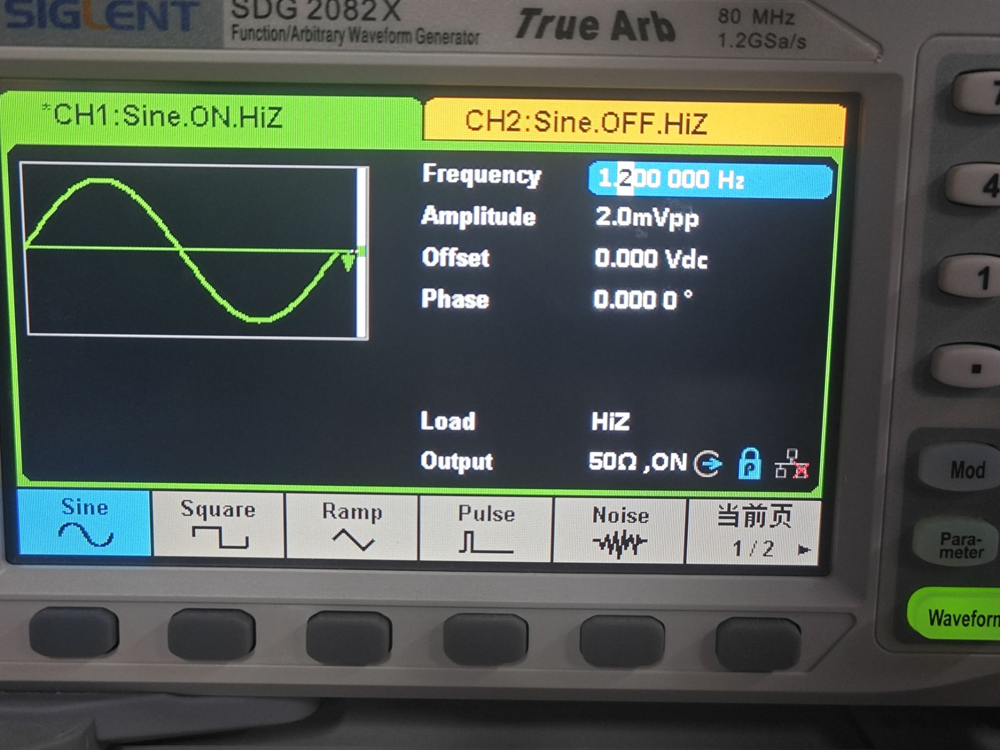 SIGLENT
SDG 2082X
Function/Arbitrary Waveform Generator
True Arb
80 MHz
1.2GSa/s
*CH1:Sine.ON.HiZ
CH2:Sine.OFF.HiZ
Frequency 1.200 000 Hz
Amplitude 2.0mVpp
Offset 0.000 Vdc
Phase 0.000 0 °
Load HiZ
Output 50Ω ,ON
P
Sine
Square
Ramp
Pulse
Noise
当前页
1/2
7
4
1
.
Mod
Para-
meter
Waveform